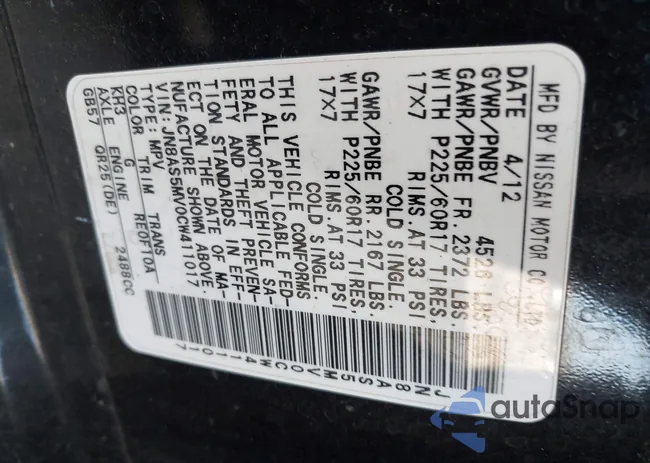 MFD BY NISSAN MOTOR CO.,LTD.
DATE 4/12
GVWR/PNBV 4526 LBS
GAWR/PNBE FR. 2372 LBS.
WITH P225/60R17 TIRES,
17X7 RIMS.AT 33 PSI
COLD SINGLE.
GAWR/PNBE RR. 2167 LBS.
WITH P225/60R17 TIRES,
17X7 RIMS.AT 33 PSI
COLD SINGLE.
THIS VEHICLE CONFORMS
TO ALL APPLICABLE FED-
ERAL MOTOR VEHICLE SA-
FETY AND THEFT PREVEN-
TION STANDARDS IN EFF-
ECT ON THE DATE OF MA-
NUFACTURE SHOWN ABOVE.
VIN:JN8AS5MV0CW411017
TYPE:MPV
COLOR TRIM TRANS
KH3 G RE0F10A
AXLE ENGINE
GB57 QR25(DE) 2488CC
JN8AS5MV0CW411017
autoSnap